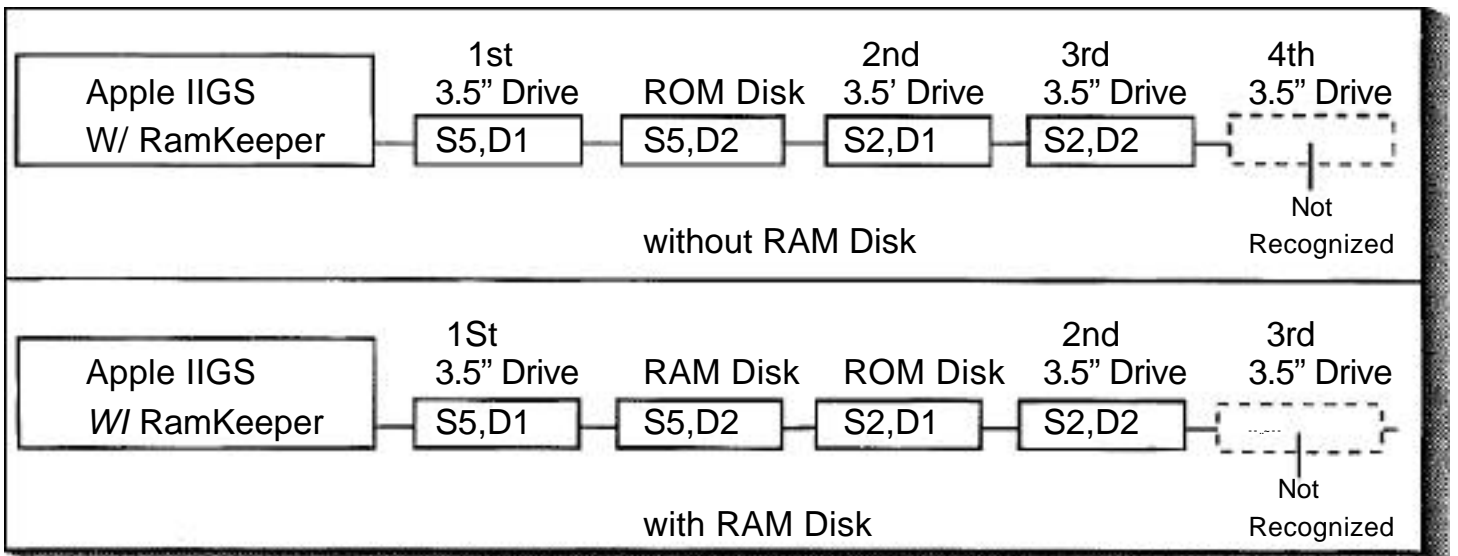 1st
3.5” Drive
ROM Disk
2nd
3.5’ Drive
3rd
3.5” Drive
4th
3.5” Drive
Apple IIGS
W/ RamKeeper
S5,D1
S5,D2
S2,D1
S2,D2
Not
Recognized
without RAM Disk
1St
3.5” Drive
RAM Disk
ROM Disk
2nd
3.5” Drive
3rd
3.5” Drive
Apple IIGS
WI RamKeeper
S5,D1
S5,D2
S2,D1
S2,D2
Not
Recognized
with RAM Disk